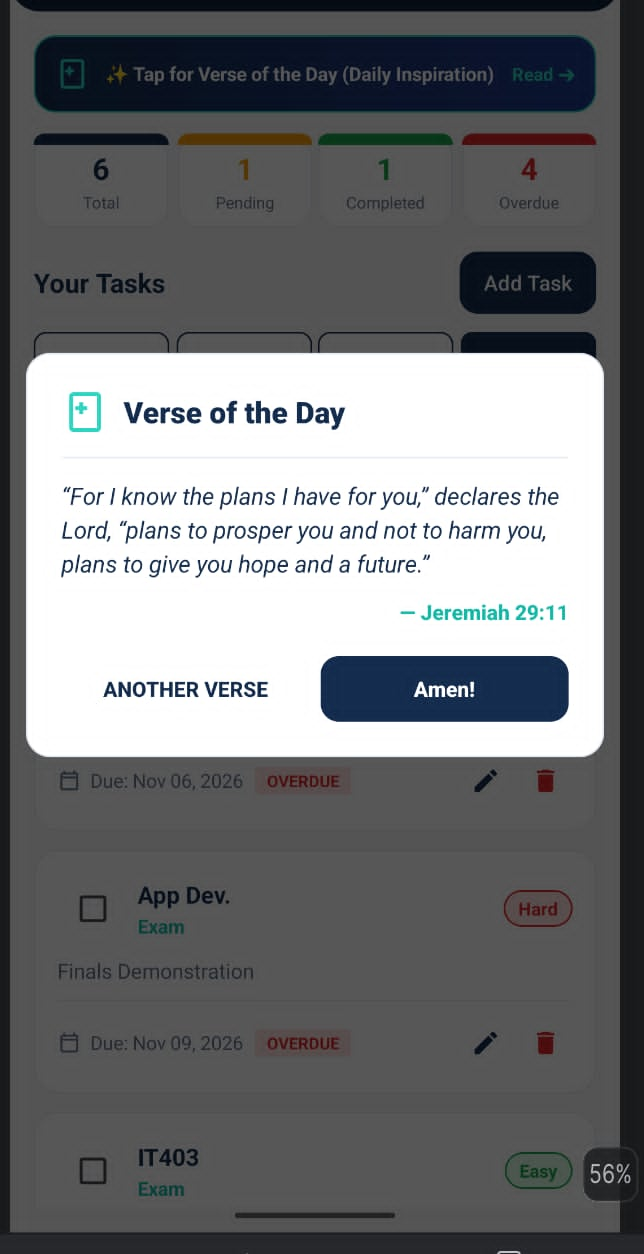 ✨ Tap for Verse of the Day (Daily Inspiration) Read →
6 1 1 4
Total Pending Completed Overdue
Your Tasks Add Task
Verse of the Day
“For I know the plans I have for you,” declares the
Lord, “plans to prosper you and not to harm you,
plans to give you hope and a future.”
— Jeremiah 29:11
ANOTHER VERSE Amen!
Due: Nov 06, 2026 OVERDUE
App Dev. Hard
Exam
Finals Demonstration
Due: Nov 09, 2026 OVERDUE
IT403 Easy
Exam
56%